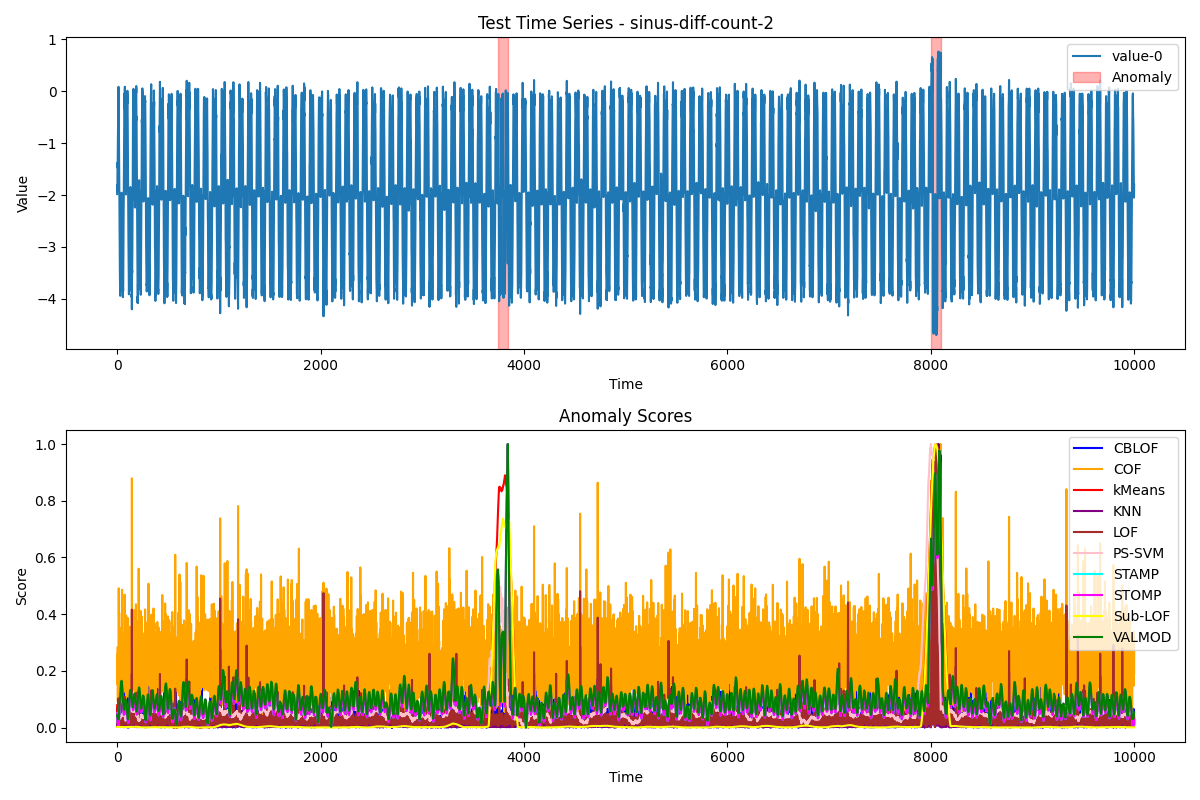 Test Time Series - sinus-diff-count-2
Value
1
0
−1
−2
−3
−4
value-0
Anomaly
0
2000
4000
6000
8000
10000
Time
Anomaly Scores
Score
1.0
0.8
0.6
0.4
0.2
0.0
CBLOF
COF
kMeans
KNN
LOF
PS-SVM
STAMP
STOMP
Sub-LOF
VALMOD
0
2000
4000
6000
8000
10000
Time